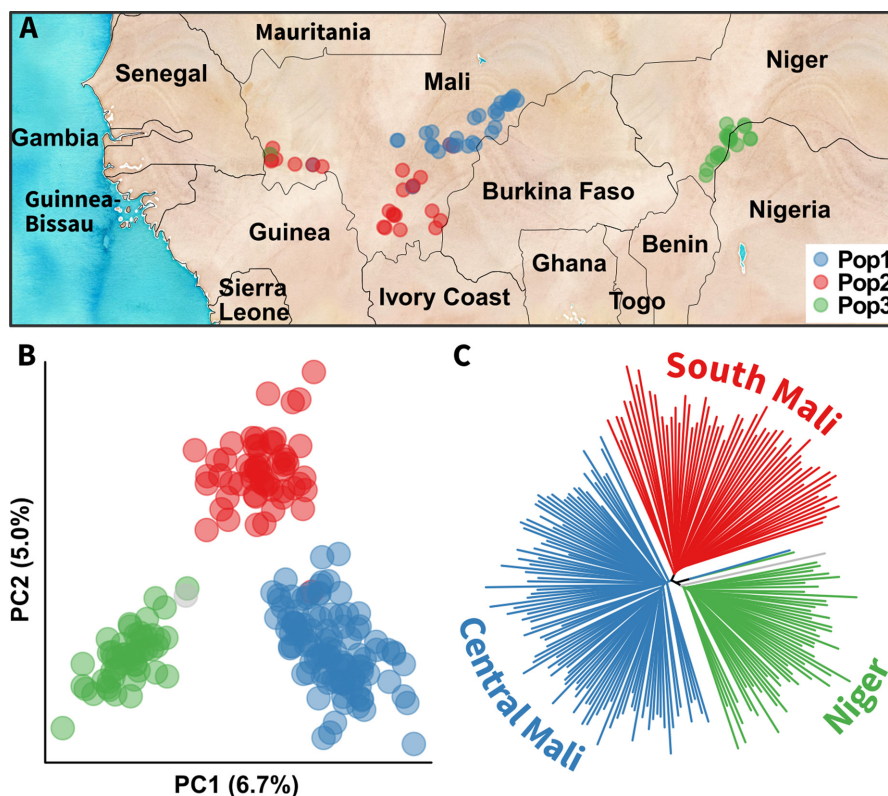 A
Mauritania
Senegal
Mali
Niger
Gambia
Guinnea-
Bissau
Burkina Faso
Nigeria
Guinea
Benin
Ghana
Sierra
Leone
Ivory Coast
Togo
Pop1
Pop2
Pop3
B
PC2 (5.0%)
PC1 (6.7%)
C
South Mali
Central Mali
Niger